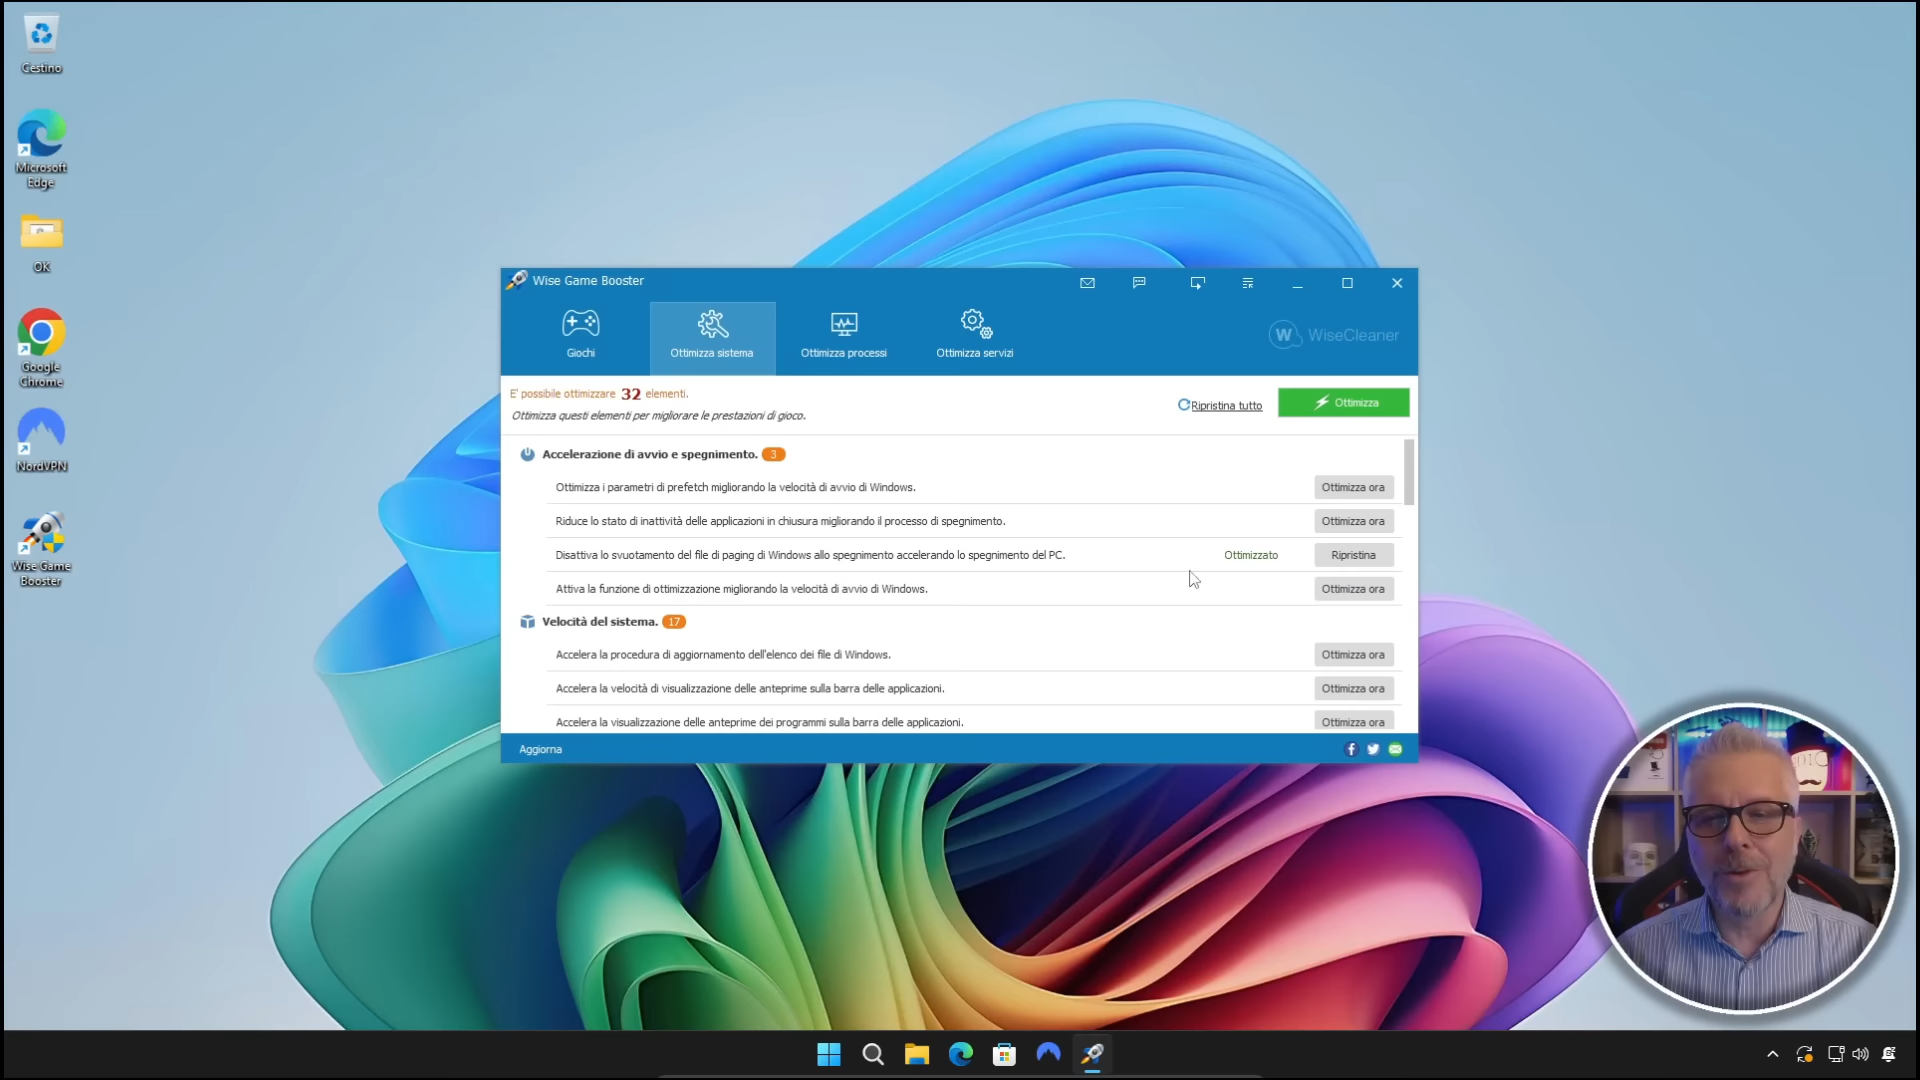 Cestino
Microsoft
Edge
OK
Google
Chrome
NordVPN
Wise Game
Booster
Wise Game Booster
Giochi
Ottimizza sistema
Ottimizza processi
Ottimizza servizi
W WiseCleaner
E' possibile ottimizzare 32 elementi.
Ottimizza questi elementi per migliorare le prestazioni di gioco.
Ripristina tutto
Ottimizza
Accelerazione di avvio e spegnimento. 3
Ottimizza i parametri di prefetch migliorando la velocità di avvio di Windows. Ottimizza ora
Riduce lo stato di inattività delle applicazioni in chiusura migliorando il processo di spegnimento. Ottimizza ora
Disattiva lo svuotamento del file di paging di Windows allo spegnimento accelerando lo spegnimento del PC. Ottimizzato Ripristina
Attiva la funzione di ottimizzazione migliorando la velocità di avvio di Windows. Ottimizza ora
Velocità del sistema. 17
Accelera la procedura di aggiornamento dell'elenco dei file di Windows. Ottimizza ora
Accelera la velocità di visualizzazione delle anteprime sulla barra delle applicazioni. Ottimizza ora
Accelera la visualizzazione delle anteprime dei programmi sulla barra delle applicazioni. Ottimizza ora
Aggiorna